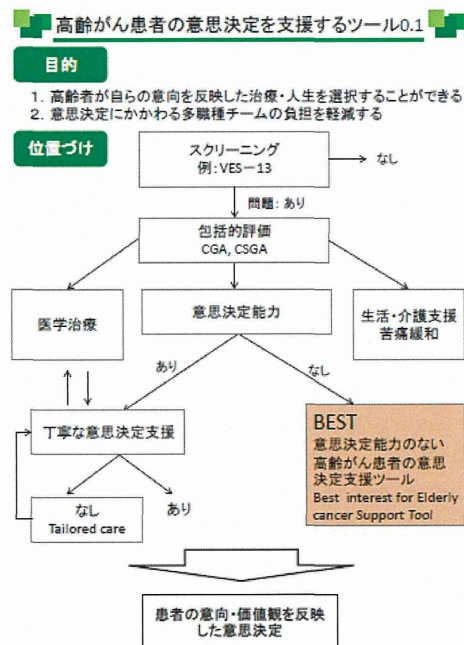 高齢がん患者の意思決定を支援するツール0.1
目的
1. 高齢者が自らの意向を反映した治療・人生を選択することができる
2. 意思決定にかかわる多職種チームの負担を軽減する
位置づけ
スクリーニング
例:VES－13
なし
問題: あり
包括的評価
CGA, CSGA
医学治療
意思決定能力
生活・介護支援
苦痛緩和
あり
なし
丁寧な意思決定支援
BEST
意思決定能力のない
高齢がん患者の意思
決定支援ツール
Best interest for Elderly
cancer Support Tool
なし
Tailored care
あり
患者の意向・価値観を反映
した意思決定